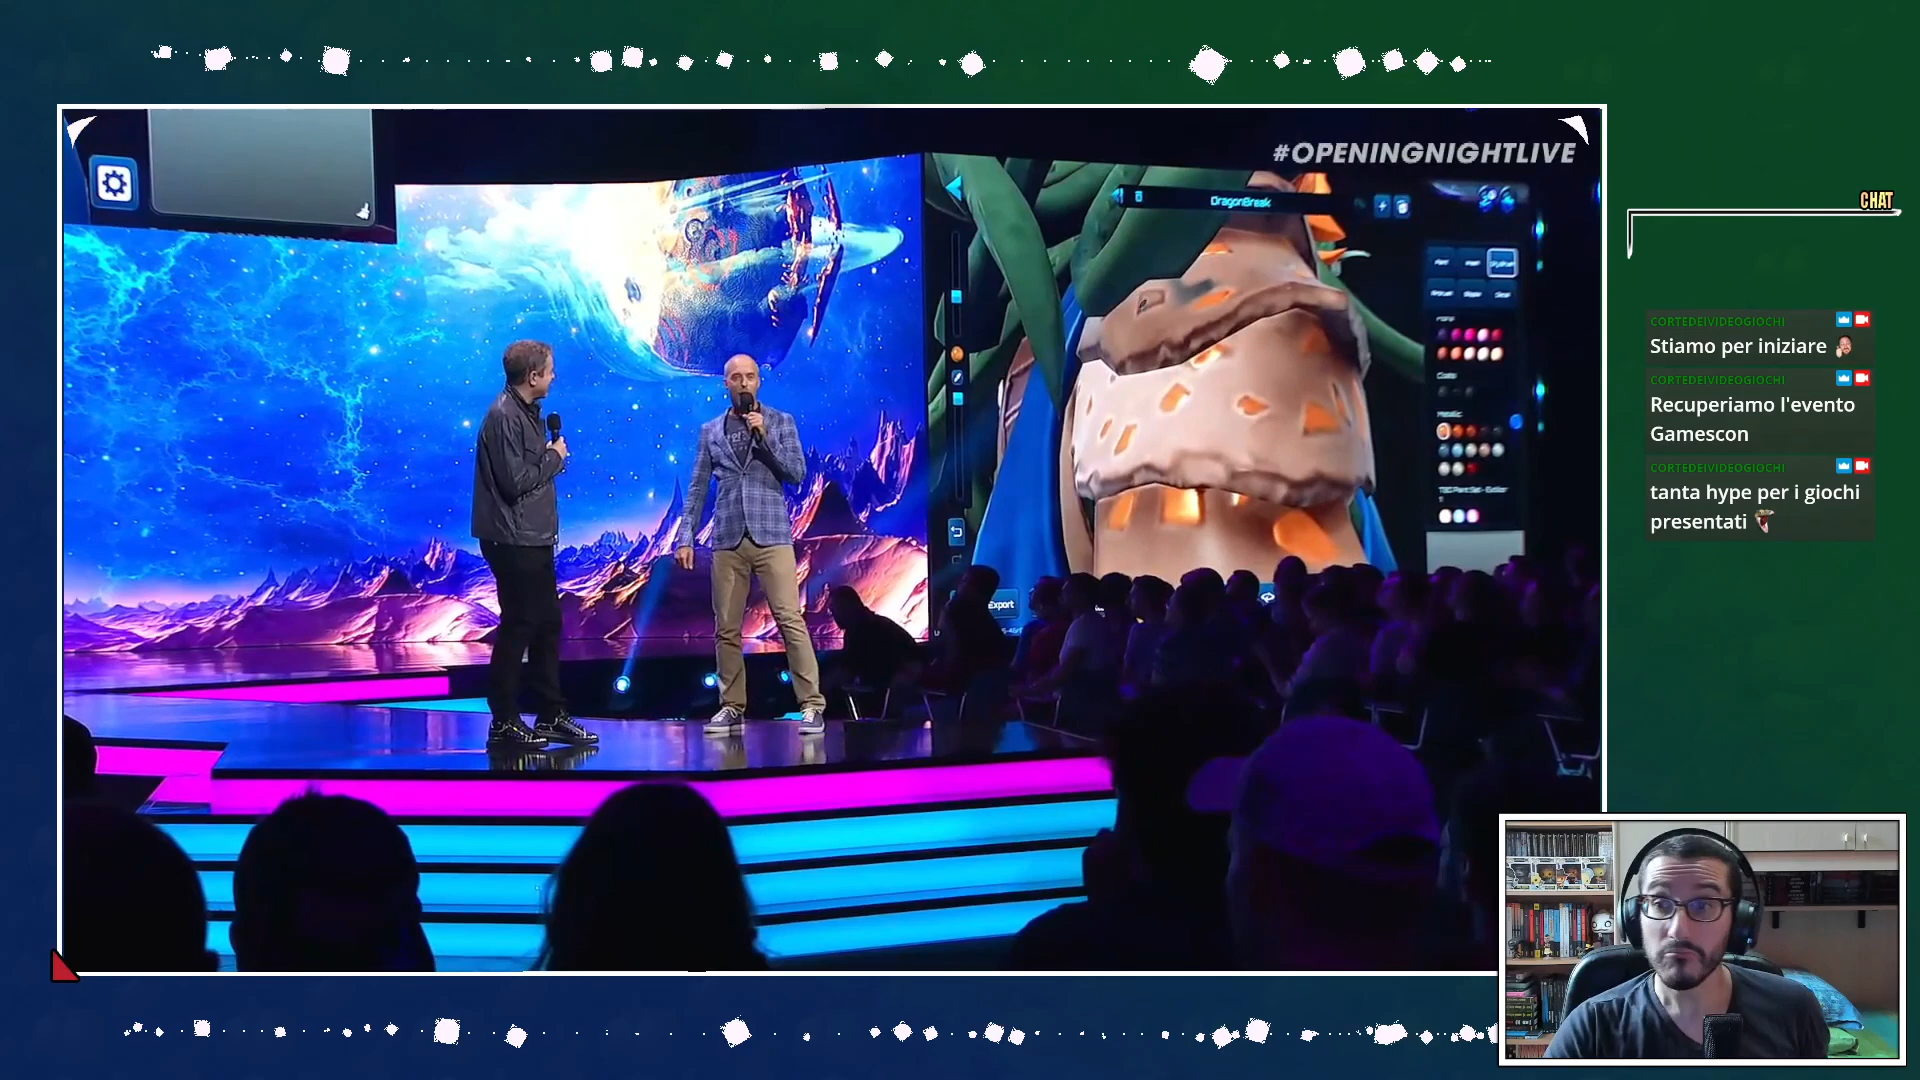 #OPENINGNIGHTLIVE
DragonBreak
Export
CHAT
CORTEDEIVIDEOGIOCHI
Stiamo per iniziare
CORTEDEIVIDEOGIOCHI
Recuperiamo l'evento
Gamescon
CORTEDEIVIDEOGIOCHI
tanta hype per i giochi
presentati